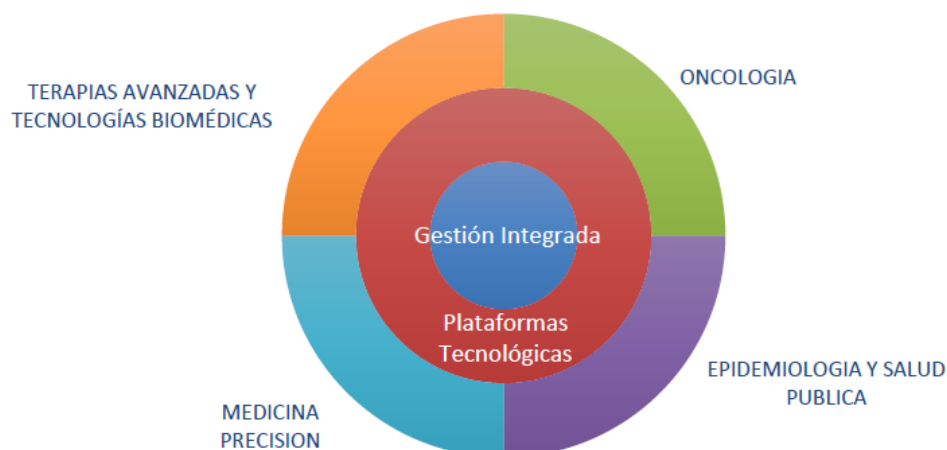 TERAPIAS AVANZADAS Y
TECNOLOGÍAS BIOMÉDICAS
ONCOLOGIA
Gestión Integrada
Plataformas
Tecnológicas
MEDICINA
PRECISION
EPIDEMIOLOGIA Y SALUD
PUBLICA